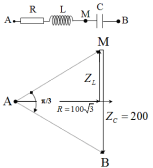 R L M C
A B
M
Z_L
A π/3
R = 100√3
Z_C = 200
B